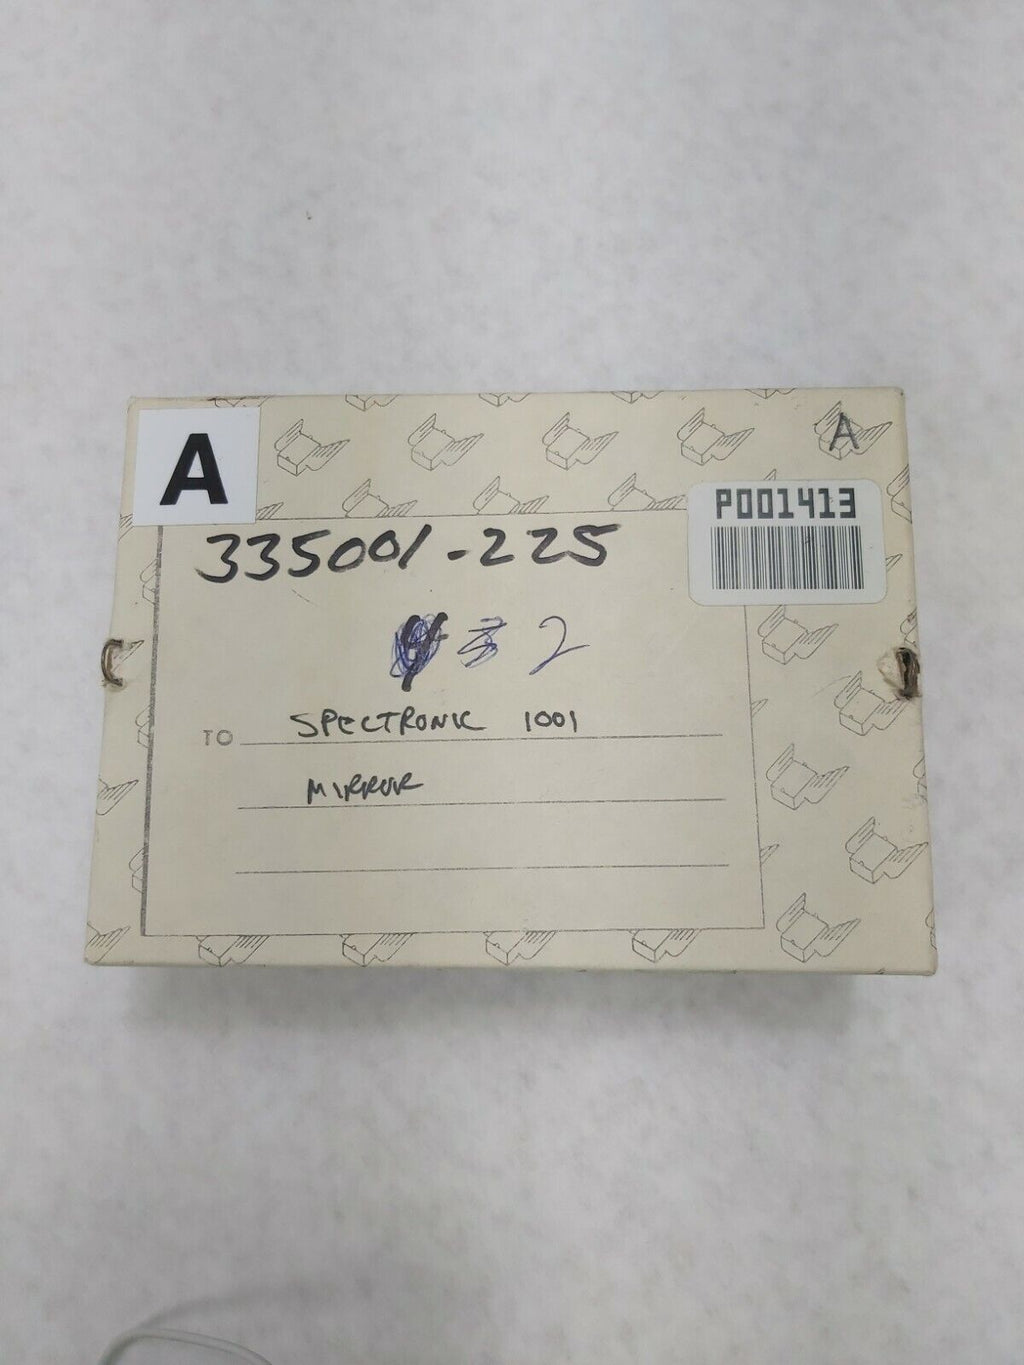 A
A
P001413
335001-225
2
TO SPECTRONIC 1001
MIRROR